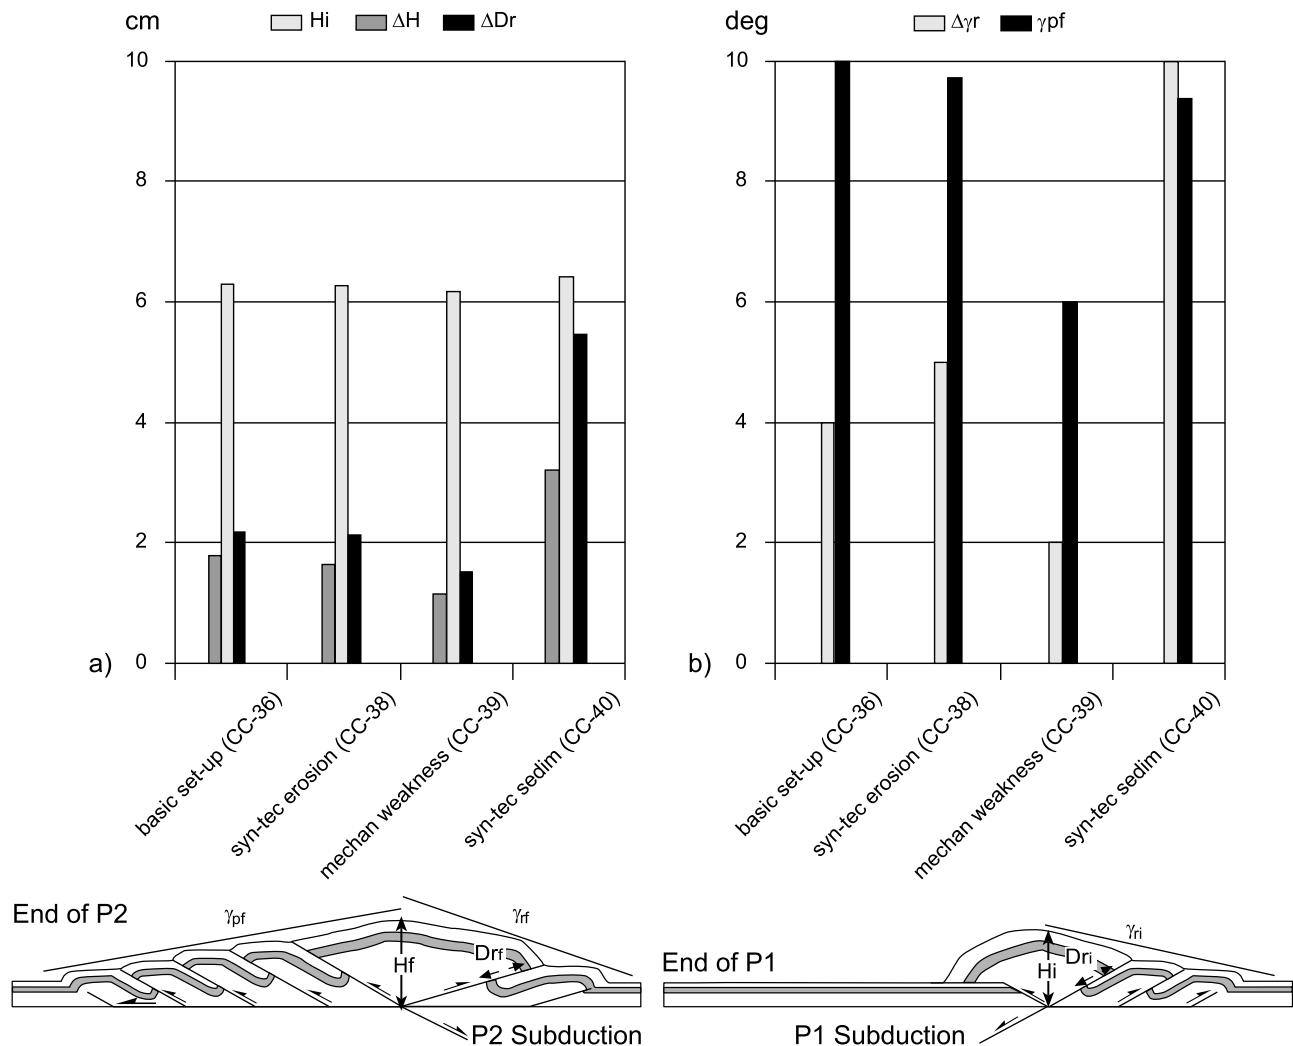 cm Hi ΔH ΔDr
deg Δγr γpf
10
8
6
4
2
a) 0
basic set-up (CC-36)
syn-tec erosion (CC-38)
mechan weakness (CC-39)
syn-tec sedim (CC-40)
10
8
6
4
2
b) 0
basic set-up (CC-36)
syn-tec erosion (CC-38)
mechan weakness (CC-39)
syn-tec sedim (CC-40)
End of P2
γpf
γrf
Drf
Hf
P2 Subduction
End of P1
γri
Dri
Hi
P1 Subduction